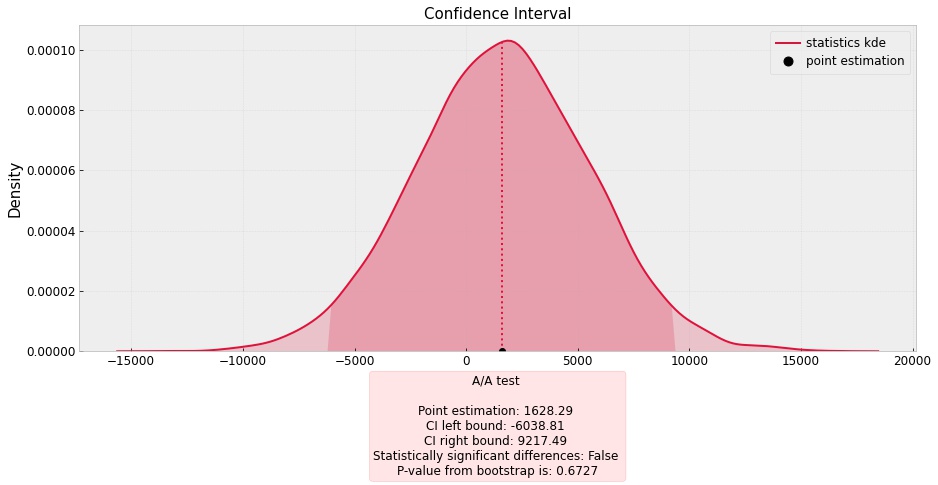 Confidence Interval
statistics kde
point estimation
Density
0.00010
0.00008
0.00006
0.00004
0.00002
0.00000
−15000
−10000
−5000
0
5000
10000
15000
20000
A/A test
Point estimation: 1628.29
CI left bound: -6038.81
CI right bound: 9217.49
Statistically significant differences: False
P-value from bootstrap is: 0.6727